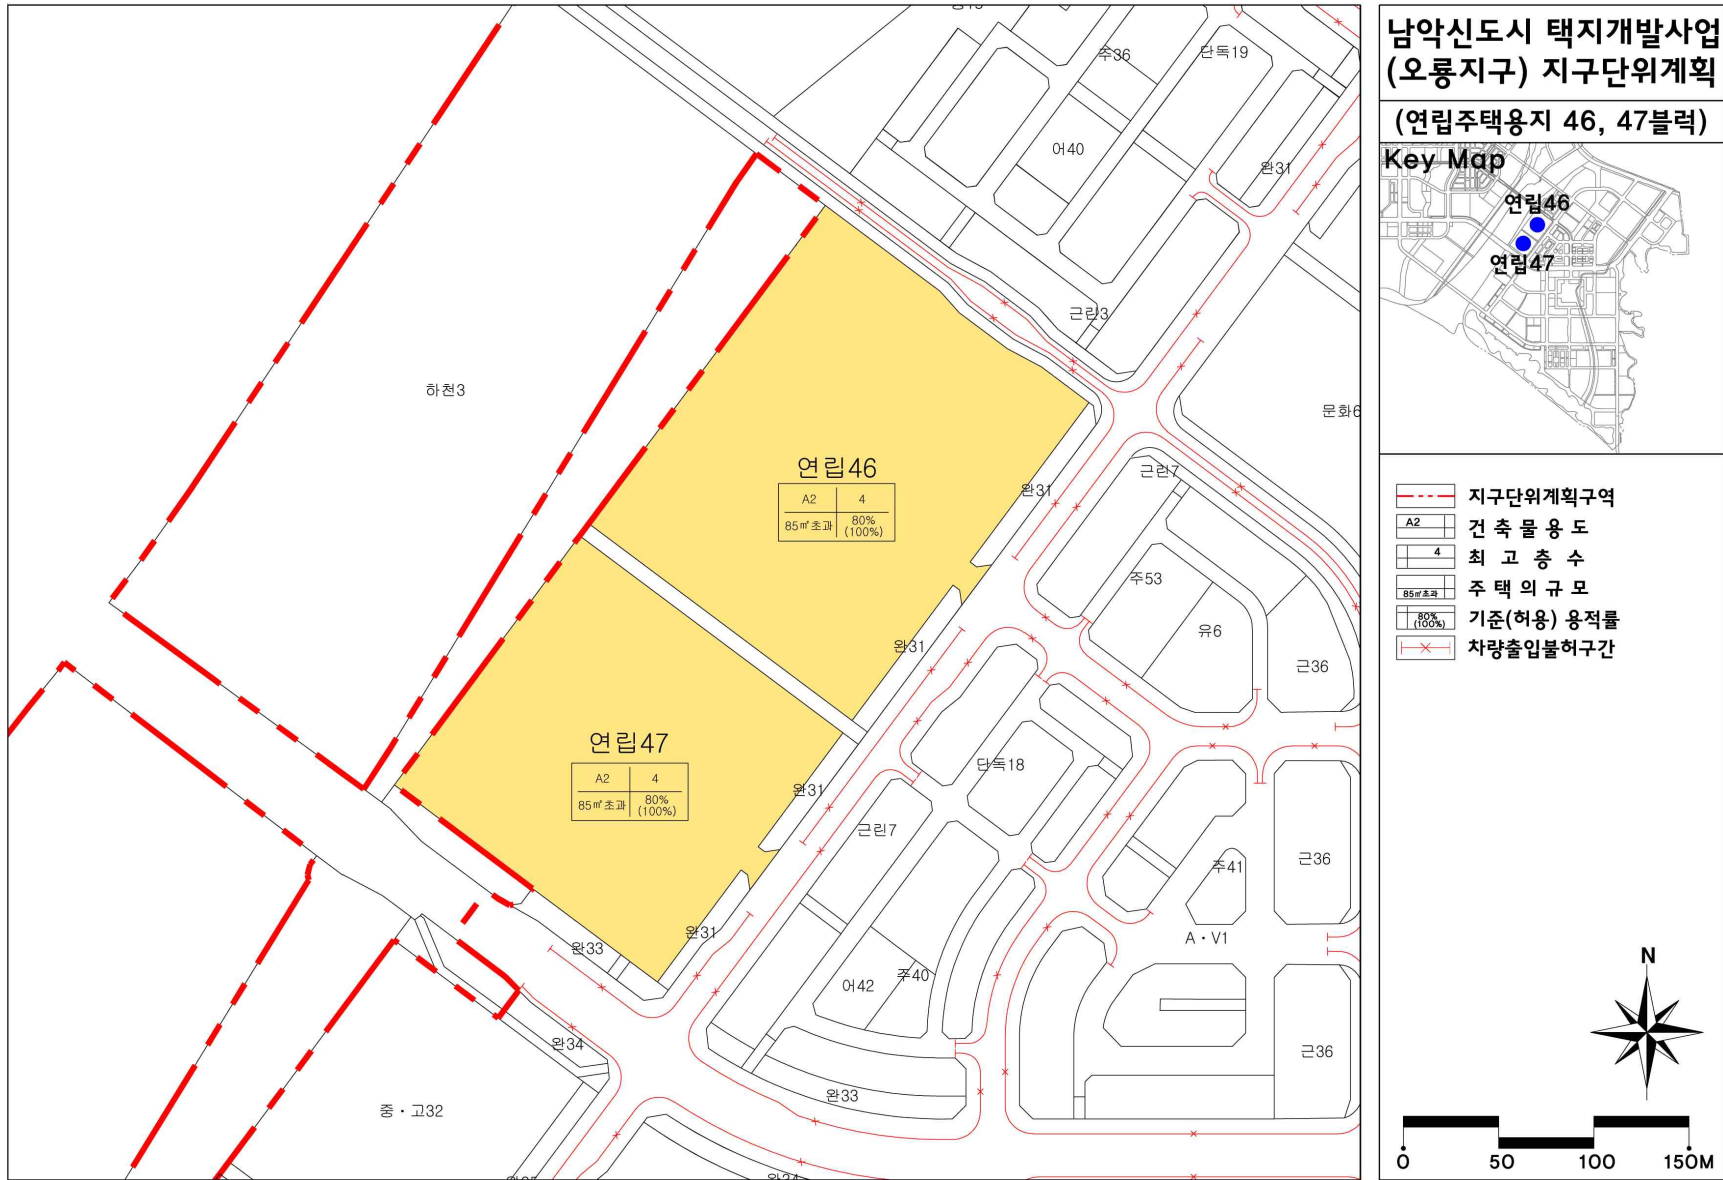 남악신도시 택지개발사업
(오룡지구) 지구단위계획
(연립주택용지 46, 47블럭)
Key Map
연립46
연립47
지구단위계획구역
A2
건축물용도
4
최고층수
85㎡초과
주택의규모
80%
(100%)
기준(허용) 용적률
차량출입불허구간
N
0 50 100 150M
주36
단독19
어40
완31
근린3
하천3
문화6
연립46
A2 4
85㎡초과 80%
(100%)
완31
근린7
주53
유6
완31
근36
연립47
A2 4
85㎡초과 80%
(100%)
단독18
완31
근린7
주41
근36
완31
완33
A·V1
어42
주40
완34
근36
완33
중·고32